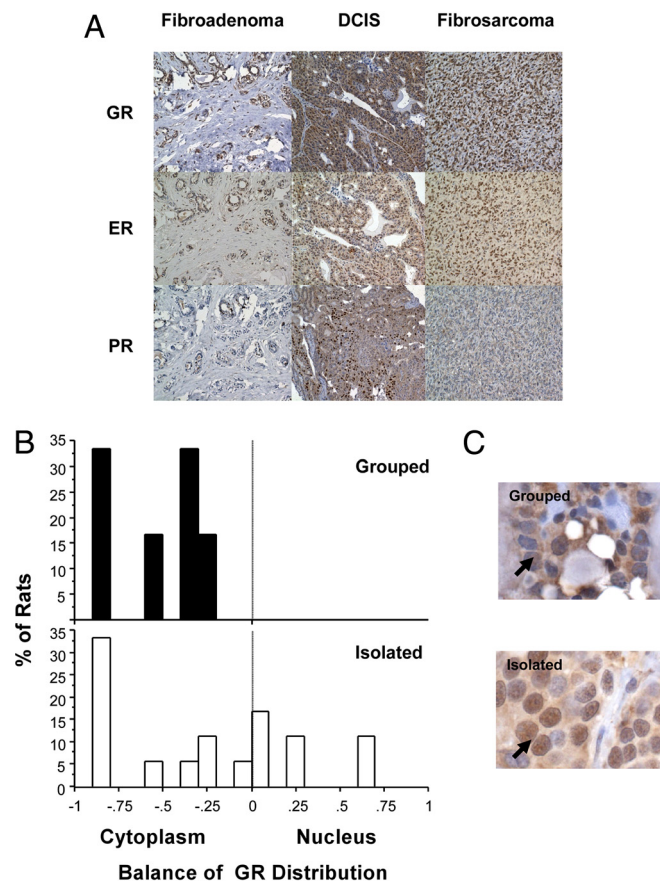 A
Fibroadenoma DCIS Fibrosarcoma
GR
ER
PR
B
35
30
25
20
15
10
5
Grouped
% of Rats
35
30
25
20
15
10
5
0
Isolated
-1 -.75 -.5 -.25 0 .25 .5 .75 1
Cytoplasm Nucleus
Balance of GR Distribution
C
Grouped
Isolated